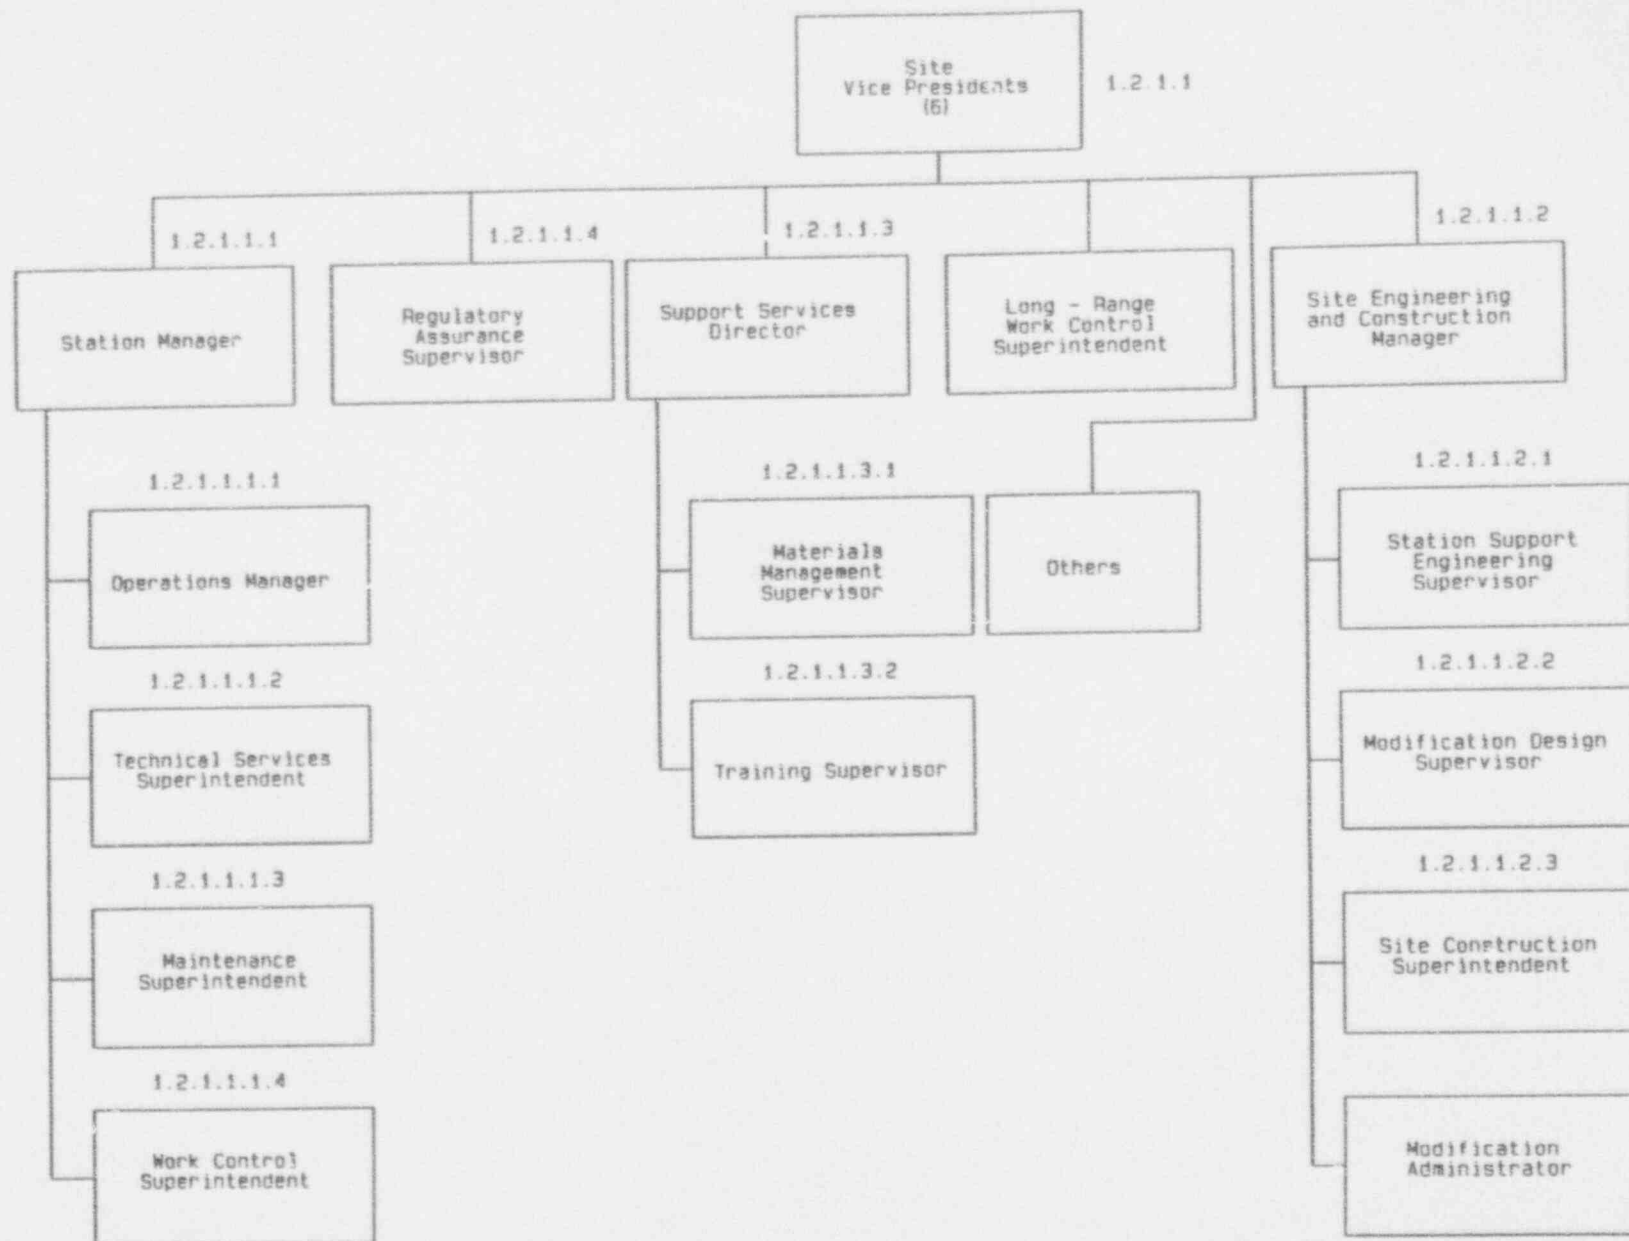 Site
Vice Presidents
(6)
1.2.1.1
1.2.1.1.1
Station Manager
1.2.1.1.4
Regulatory
Assurance
Supervisor
1.2.1.1.3
Support Services
Director
Long - Range
Work Control
Superintendent
1.2.1.1.2
Site Engineering
and Construction
Manager
1.2.1.1.1.1
Operations Manager
1.2.1.1.1.2
Technical Services
Superintendent
1.2.1.1.1.3
Maintenance
Superintendent
1.2.1.1.1.4
Work Control
Superintendent
1.2.1.1.3.1
Materials
Management
Supervisor
1.2.1.1.3.2
Training Supervisor
Others
1.2.1.1.2.1
Station Support
Engineering
Supervisor
1.2.1.1.2.2
Modification Design
Supervisor
1.2.1.1.2.3
Site Construction
Superintendent
Modification
Administrator